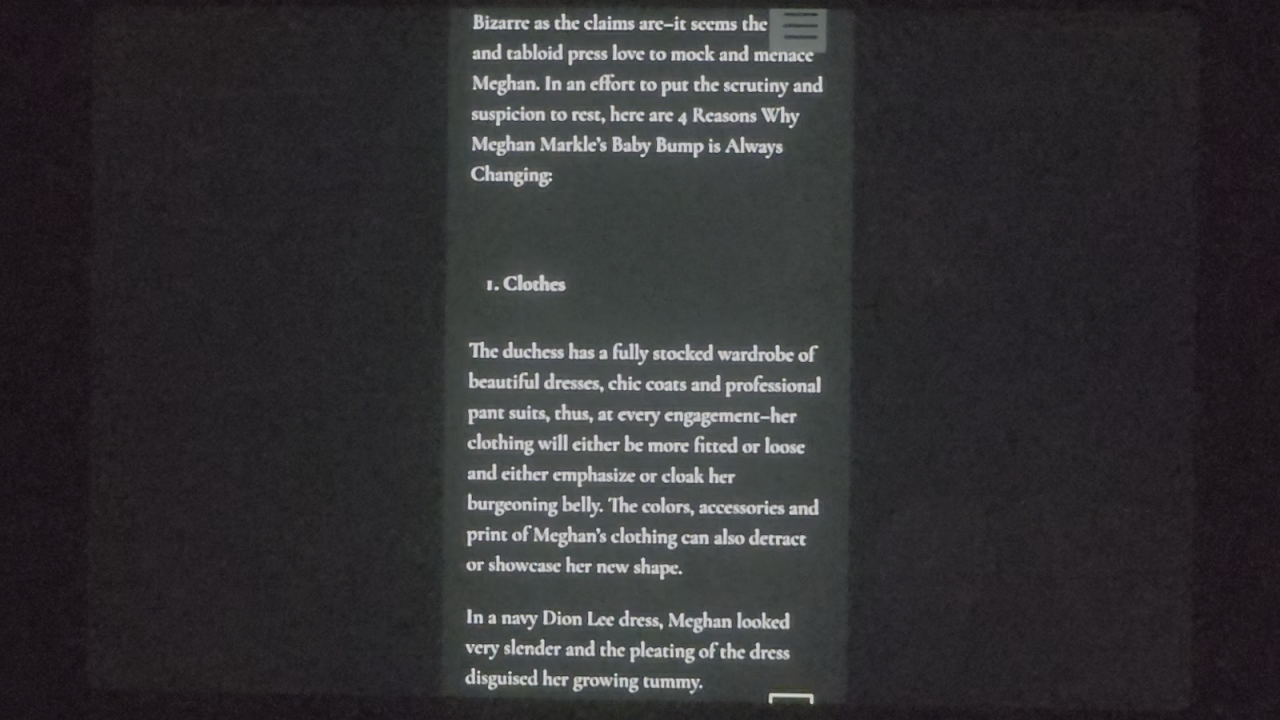 Bizarre as the claims are–it seems the
and tabloid press love to mock and menace
Meghan. In an effort to put the scrutiny and
suspicion to rest, here are 4 Reasons Why
Meghan Markle's Baby Bump is Always
Changing:
1. Clothes
The duchess has a fully stocked wardrobe of
beautiful dresses, chic coats and professional
pant suits, thus, at every engagement–her
clothing will either be more fitted or loose
and either emphasize or cloak her
burgeoning belly. The colors, accessories and
print of Meghan's clothing can also detract
or showcase her new shape.
In a navy Dion Lee dress, Meghan looked
very slender and the pleating of the dress
disguised her growing tummy.